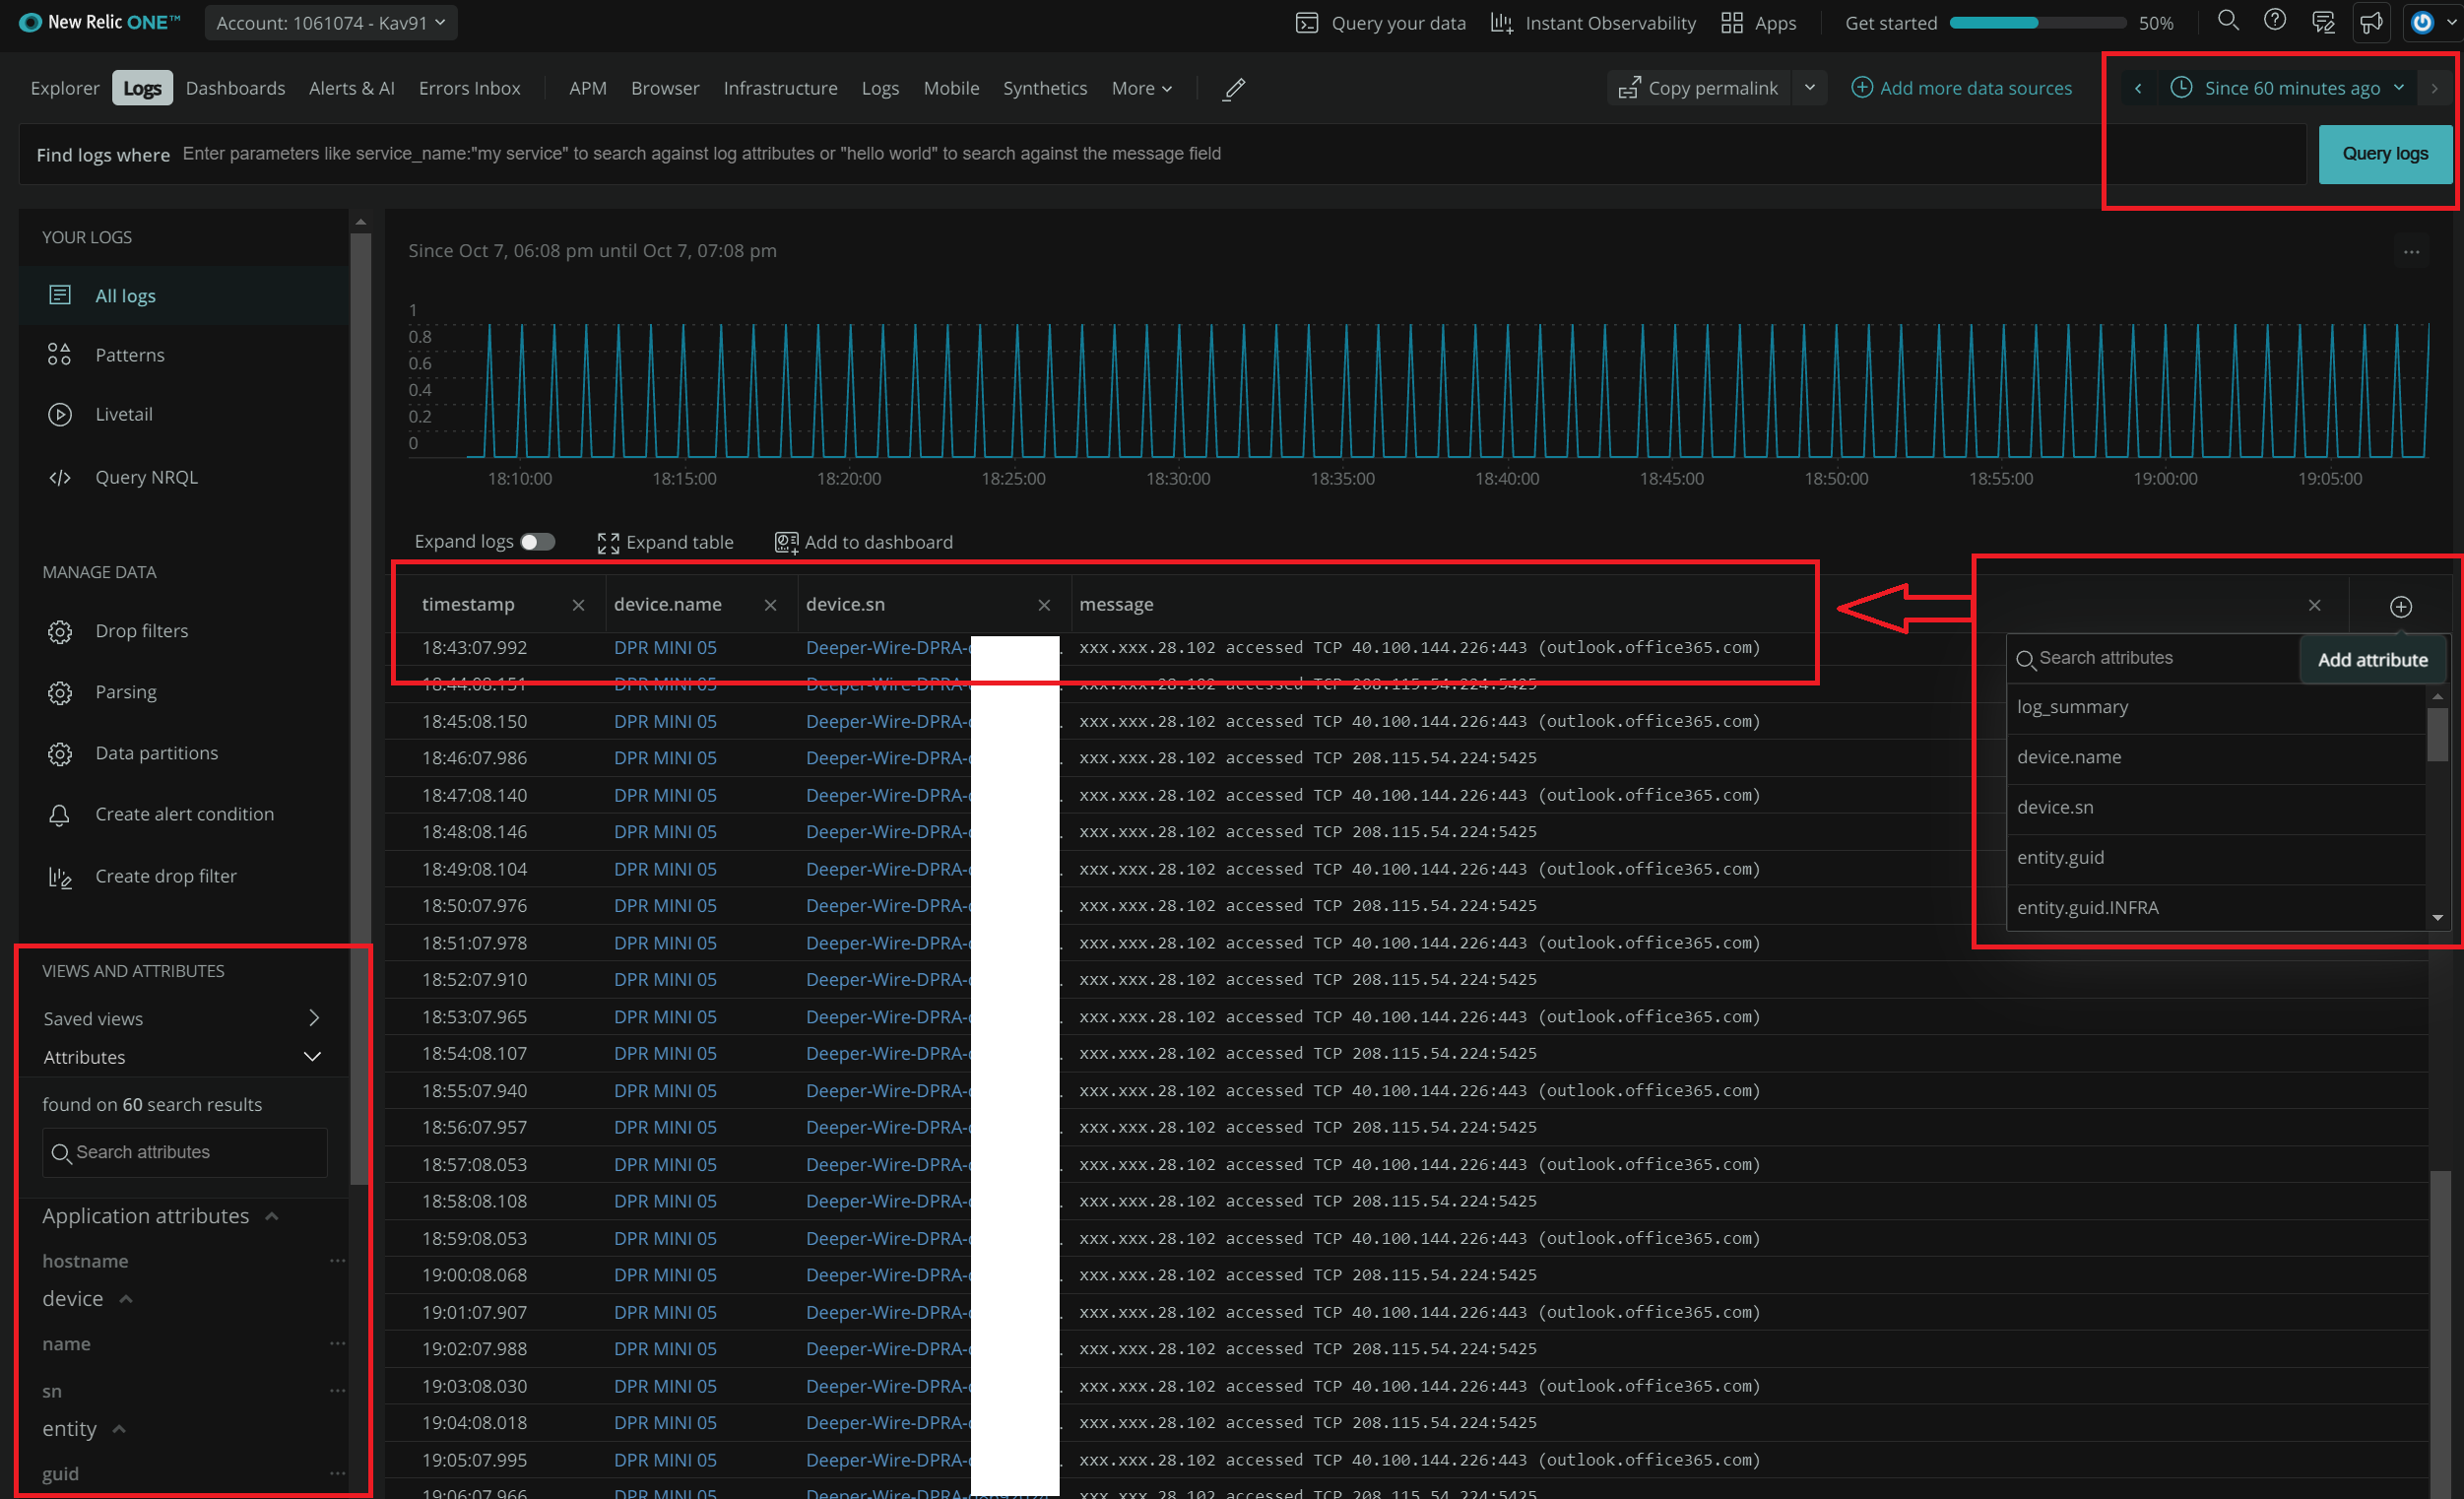 New Relic ONE™
Account: 1061074 - Kav91
Query your data
Instant Observability
Apps
Get started
50%
Explorer
Logs
Dashboards
Alerts & AI
Errors Inbox
APM
Browser
Infrastructure
Logs
Mobile
Synthetics
More
Copy permalink
Add more data sources
Since 60 minutes ago
Find logs where
Enter parameters like service_name:"my service" to search against log attributes or "hello world" to search against the message field
Query logs
YOUR LOGS
All logs
Patterns
Livetail
Query NRQL
MANAGE DATA
Drop filters
Parsing
Data partitions
Create alert condition
Create drop filter
VIEWS AND ATTRIBUTES
Saved views
Attributes
found on 60 search results
Search attributes
Application attributes
hostname
device
name
sn
entity
guid
Since Oct 7, 06:08 pm until Oct 7, 07:08 pm
1
0.8
0.6
0.4
0.2
0
18:10:00 18:15:00 18:20:00 18:25:00 18:30:00 18:35:00 18:40:00 18:45:00 18:50:00 18:55:00 19:00:00 19:05:00
Expand logs
Expand table
Add to dashboard
timestamp device.name device.sn message
18:43:07.992 DPR MINI 05 Deeper-Wire-DPRA- xxx.xxx.28.102 accessed TCP 40.100.144.226:443 (outlook.office365.com)
18:44:08.151 DPR MINI 05 Deeper-Wire-DPRA- xxx.xxx.28.102 accessed TCP 208.115.54.224:5425
18:45:08.150 DPR MINI 05 Deeper-Wire-DPRA- xxx.xxx.28.102 accessed TCP 40.100.144.226:443 (outlook.office365.com)
18:46:07.986 DPR MINI 05 Deeper-Wire-DPRA- xxx.xxx.28.102 accessed TCP 208.115.54.224:5425
18:47:08.140 DPR MINI 05 Deeper-Wire-DPRA- xxx.xxx.28.102 accessed TCP 40.100.144.226:443 (outlook.office365.com)
18:48:08.146 DPR MINI 05 Deeper-Wire-DPRA- xxx.xxx.28.102 accessed TCP 208.115.54.224:5425
18:49:08.104 DPR MINI 05 Deeper-Wire-DPRA- xxx.xxx.28.102 accessed TCP 40.100.144.226:443 (outlook.office365.com)
18:50:07.976 DPR MINI 05 Deeper-Wire-DPRA- xxx.xxx.28.102 accessed TCP 208.115.54.224:5425
18:51:07.978 DPR MINI 05 Deeper-Wire-DPRA- xxx.xxx.28.102 accessed TCP 40.100.144.226:443 (outlook.office365.com)
18:52:07.910 DPR MINI 05 Deeper-Wire-DPRA- xxx.xxx.28.102 accessed TCP 208.115.54.224:5425
18:53:07.965 DPR MINI 05 Deeper-Wire-DPRA- xxx.xxx.28.102 accessed TCP 40.100.144.226:443 (outlook.office365.com)
18:54:08.107 DPR MINI 05 Deeper-Wire-DPRA- xxx.xxx.28.102 accessed TCP 208.115.54.224:5425
18:55:07.940 DPR MINI 05 Deeper-Wire-DPRA- xxx.xxx.28.102 accessed TCP 40.100.144.226:443 (outlook.office365.com)
18:56:07.957 DPR MINI 05 Deeper-Wire-DPRA- xxx.xxx.28.102 accessed TCP 208.115.54.224:5425
18:57:08.053 DPR MINI 05 Deeper-Wire-DPRA- xxx.xxx.28.102 accessed TCP 40.100.144.226:443 (outlook.office365.com)
18:58:08.108 DPR MINI 05 Deeper-Wire-DPRA- xxx.xxx.28.102 accessed TCP 208.115.54.224:5425
18:59:08.053 DPR MINI 05 Deeper-Wire-DPRA- xxx.xxx.28.102 accessed TCP 40.100.144.226:443 (outlook.office365.com)
19:00:08.068 DPR MINI 05 Deeper-Wire-DPRA- xxx.xxx.28.102 accessed TCP 208.115.54.224:5425
19:01:07.907 DPR MINI 05 Deeper-Wire-DPRA- xxx.xxx.28.102 accessed TCP 40.100.144.226:443 (outlook.office365.com)
19:02:07.988 DPR MINI 05 Deeper-Wire-DPRA- xxx.xxx.28.102 accessed TCP 208.115.54.224:5425
19:03:08.030 DPR MINI 05 Deeper-Wire-DPRA- xxx.xxx.28.102 accessed TCP 40.100.144.226:443 (outlook.office365.com)
19:04:08.018 DPR MINI 05 Deeper-Wire-DPRA- xxx.xxx.28.102 accessed TCP 208.115.54.224:5425
19:05:07.995 DPR MINI 05 Deeper-Wire-DPRA- xxx.xxx.28.102 accessed TCP 40.100.144.226:443 (outlook.office365.com)
19:06:07.966 DPR MINI 05 Deeper-Wire-DPRA- xxx.xxx.28.102 accessed TCP 208.115.54.224:5425
Search attributes
Add attribute
log_summary
device.name
device.sn
entity.guid
entity.guid.INFRA